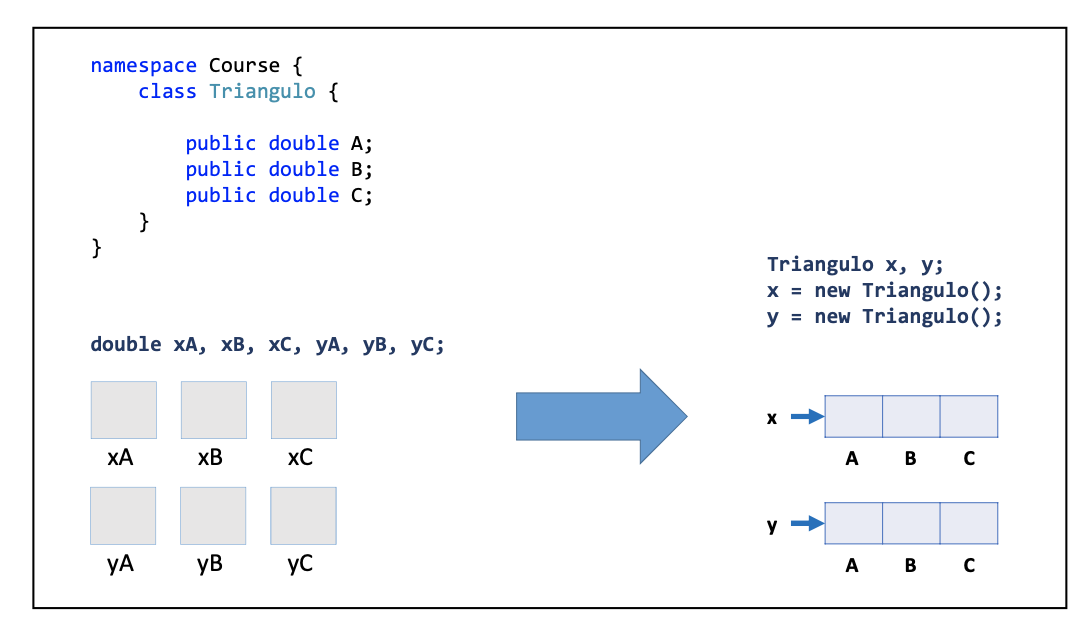 namespace Course {
class Triangulo {
public double A;
public double B;
public double C;
}
}
double xA, xB, xC, yA, yB, yC;
xA xB xC
yA yB yC
Triangulo x, y;
x = new Triangulo();
y = new Triangulo();
x
A B C
y
A B C